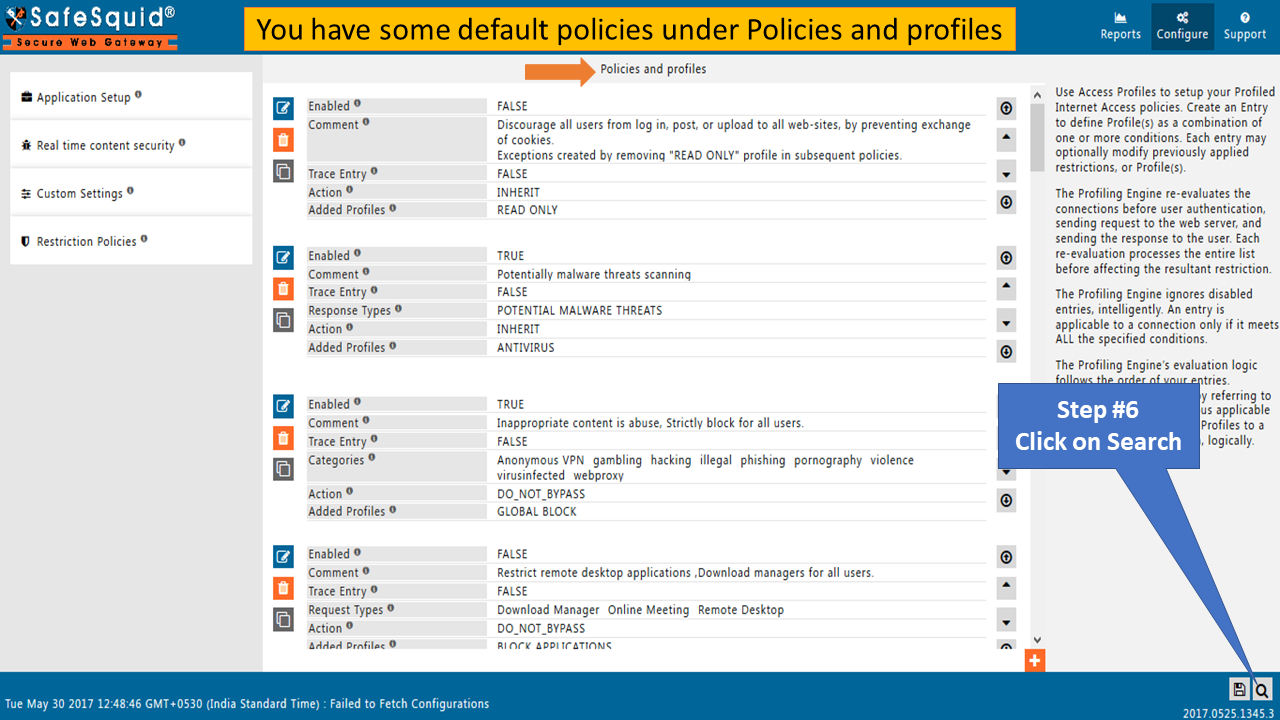 SafeSquid®
Secure Web Gateway
You have some default policies under Policies and profiles
Reports
Configure
Support
Application Setup
Real time content security
Custom Settings
Restriction Policies
Policies and profiles
Enabled FALSE
Comment Discourage all users from log in, post, or upload to all web-sites, by preventing exchange
of cookies.
Exceptions created by removing "READ ONLY" profile in subsequent policies.
Trace Entry FALSE
Action INHERIT
Added Profiles READ ONLY
Enabled TRUE
Comment Potentially malware threats scanning
Trace Entry FALSE
Response Types POTENTIAL MALWARE THREATS
Action INHERIT
Added Profiles ANTIVIRUS
Enabled TRUE
Comment Inappropriate content is abuse, Strictly block for all users.
Trace Entry FALSE
Categories Anonymous VPN gambling hacking illegal phishing pornography violence
virusinfected webproxy
Action DO_NOT_BYPASS
Added Profiles GLOBAL BLOCK
Enabled FALSE
Comment Restrict remote desktop applications ,Download managers for all users.
Trace Entry FALSE
Request Types Download Manager Online Meeting Remote Desktop
Action DO_NOT_BYPASS
Added Profiles BLOCK APPLICATIONS
Use Access Profiles to setup your Profiled
Internet Access policies. Create an Entry
to define Profile(s) as a combination of
one or more conditions. Each entry may
optionally modify previously applied
restrictions, or Profile(s).
The Profiling Engine re-evaluates the
connections before user authentication,
sending request to the web server, and
sending the response to the user. Each
re-evaluation processes the entire list
before affecting the resultant restriction.
The Profiling Engine ignores disabled
entries, intelligently. An entry is
applicable to a connection only if it meets
ALL the specified conditions.
The Profiling Engine's evaluation logic
follows the order of your entries.
referring to
applicable
Profiles to a
logically.
Step #6
Click on Search
Tue May 30 2017 12:48:46 GMT+0530 (India Standard Time) : Failed to Fetch Configurations
2017.0525.1345.3